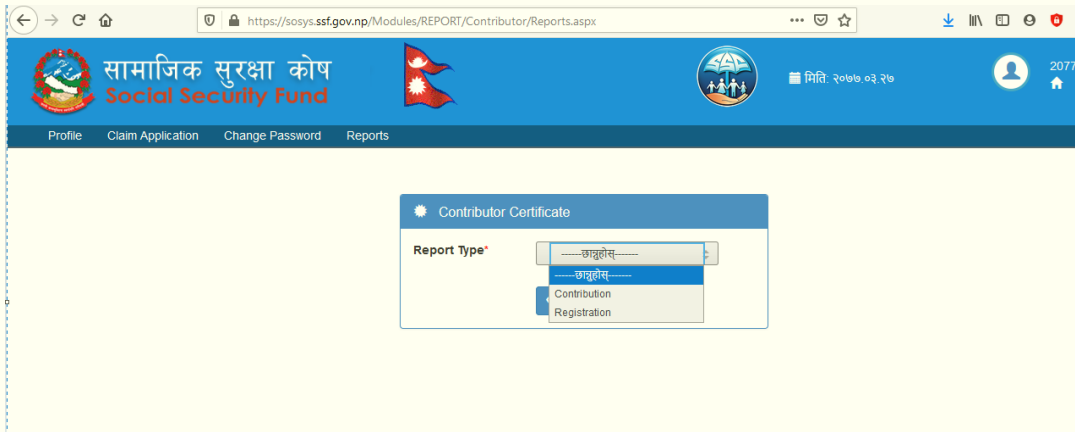 https://sosys.ssf.gov.np/Modules/REPORT/Contributor/Reports.aspx
सामाजिक सुरक्षा कोष
Social Security Fund
मिति: २०७७.०३.२७
2077
Profile Claim Application Change Password Reports
Contributor Certificate
Report Type*
------छान्नुहोस्-------
------छान्नुहोस्-------
Contribution
Registration